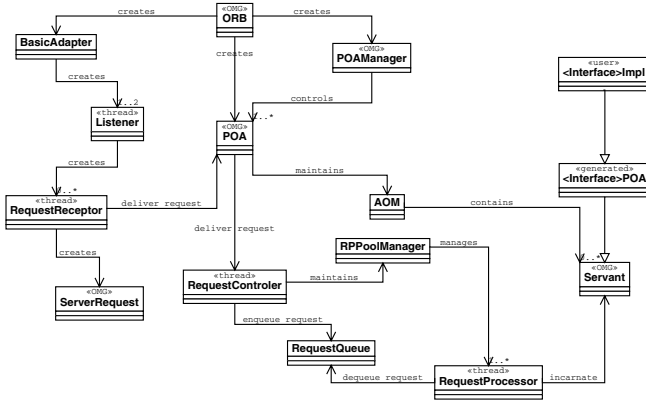 «OMG»
ORB
creates
creates
BasicAdapter
«OMG»
POAManager
creates
«user»
<Interface>Impl
creates
1..2
controls
«thread»
Listener
1..*
«OMG»
POA
creates
maintains
«generated»
<Interface>POA
1..*
«thread»
RequestReceptor
deliver request
AOM
contains
deliver request
creates
RPPoolManager
manages
1..*
«OMG»
Servant
«OMG»
ServerRequest
«thread»
RequestControler
maintains
enqueue request
RequestQueue
1..*
dequeue request
«thread»
RequestProcessor
incarnate